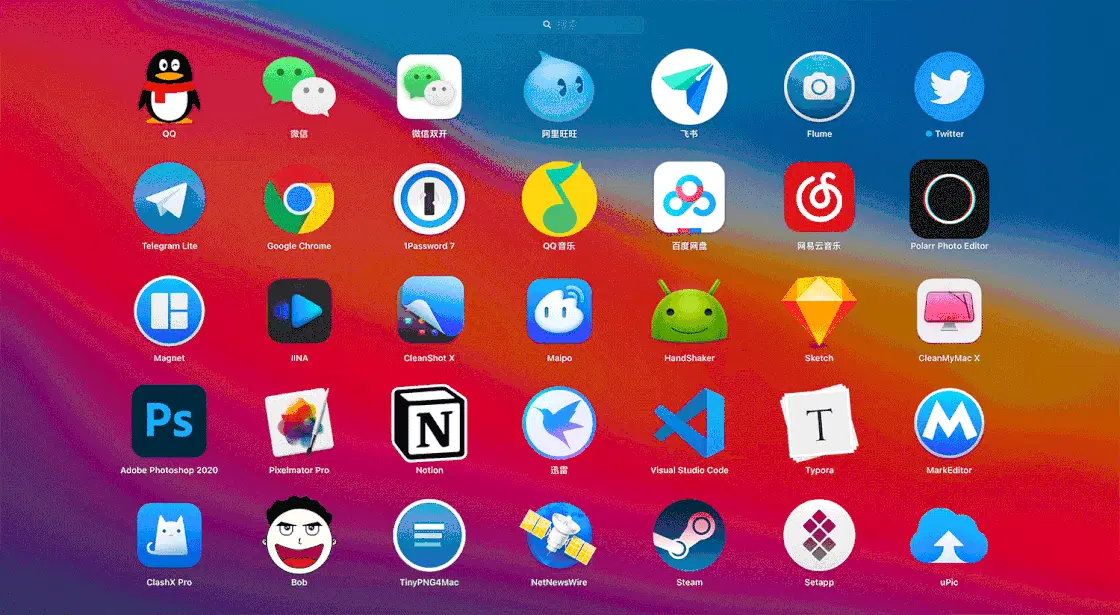 搜索
QQ
微信
微信双开
阿里旺旺
飞书
Flume
Twitter
Telegram Lite
Google Chrome
1Password 7
QQ音乐
百度网盘
网易云音乐
Polarr Photo Editor
Magnet
IINA
CleanShot X
Maipo
HandShaker
Sketch
CleanMyMac X
Ps
N
T
Adobe Photoshop 2020
Pixelmator Pro
Notion
迅雷
Visual Studio Code
Typora
MarkEditor
ClashX Pro
Bob
TinyPNG4Mac
NetNewsWire
Steam
Setapp
uPic